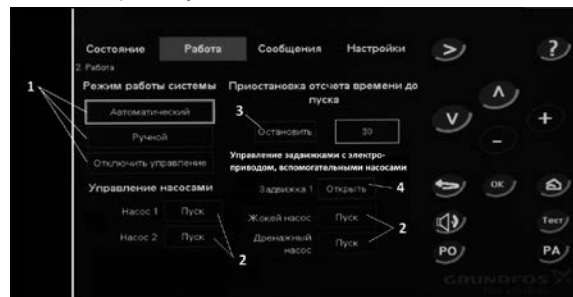 Состояние Работа Сообщения Настройки
2. Работа
Режим работы системы
Приостановка отсчета времени до
пуска
1
Автоматический
Ручной
Отключить управление
3
Остановить
30
Управление задвижками с электро-
приводом, вспомогательными насосами
Задвижка 1 Открыть
4
Управление насосами
Насос 1 Пуск
Насос 2 Пуск
2
Жокей насос Пуск
Дренажный
насос
Пуск
2
>
?
Λ
V
+
-
OK
Тест
PO
PA
GRUNDFOS